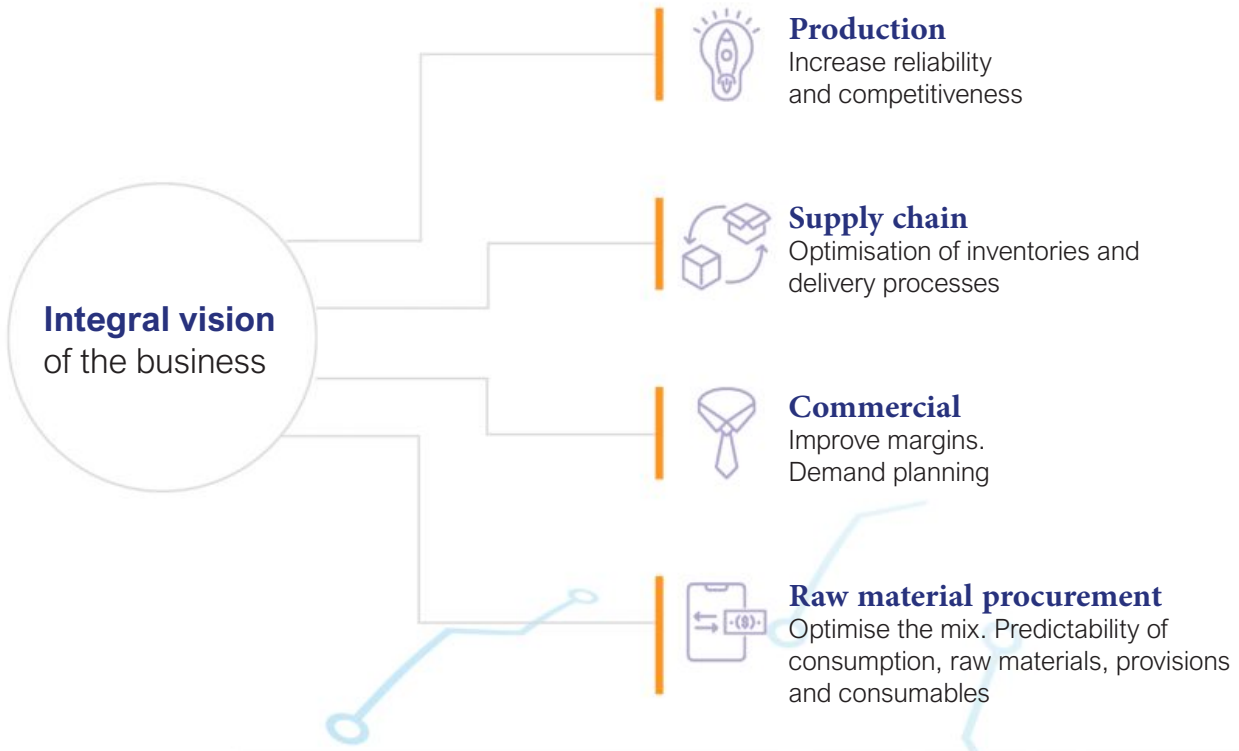 Production
Increase reliability
and competitiveness
Supply chain
Optimisation of inventories and
delivery processes
Integral vision
of the business
Commercial
Improve margins.
Demand planning
Raw material procurement
Optimise the mix. Predictability of
consumption, raw materials, provisions
and consumables
($)